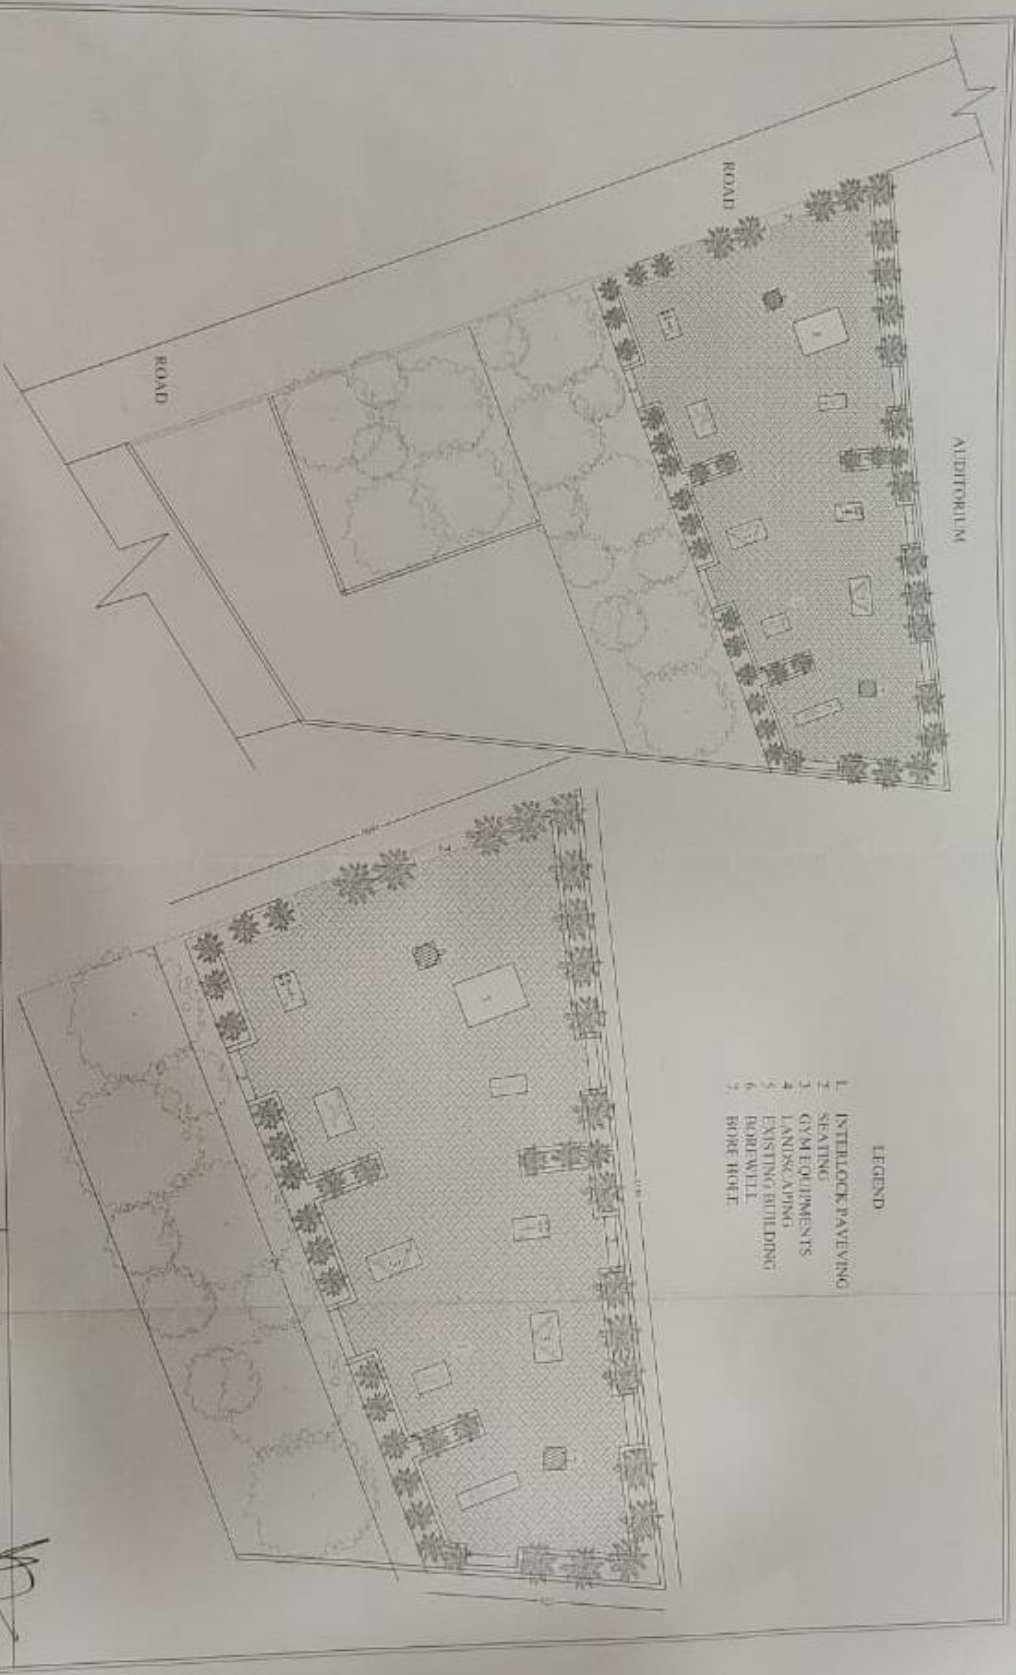 AUDITORIUM
ROAD
ROAD
LEGEND
1. INTERLOCK PAVEVING
2 SEATING
3 GYM EQUIPMENTS
4 LANDSCAPING
5 EXISTING BUILDING
6 BOREWELL
7 BORE HOLE